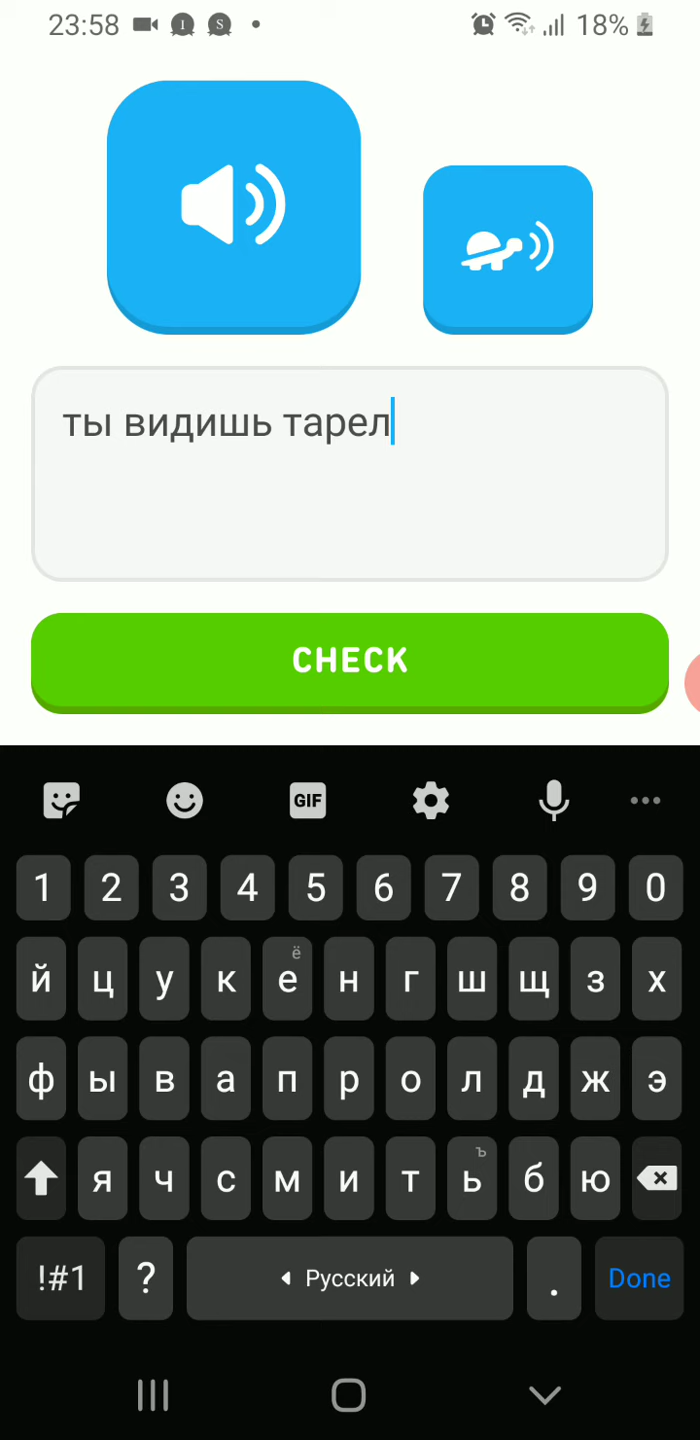 23:58 I S 18%
ты видишь тарел
CHECK
GIF
1 2 3 4 5 6 7 8 9 0
ё
й ц у к е н г ш щ з х
ф ы в а п р о л д ж э
ъ
я ч с м и т ь б ю
!#1 ? Русский . Done